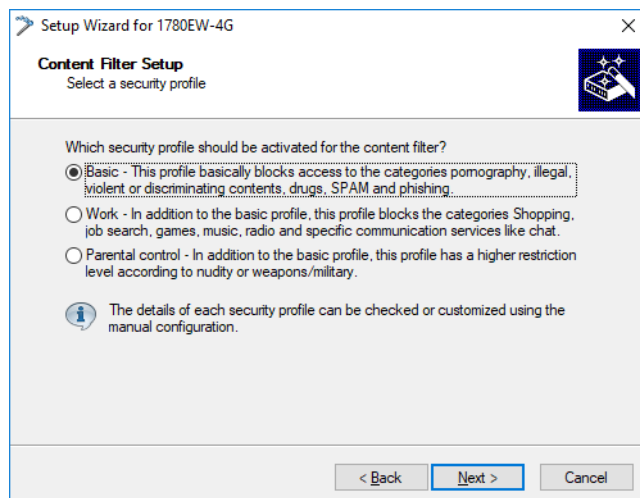 Setup Wizard for 1780EW-4G
Content Filter Setup
Select a security profile
Which security profile should be activated for the content filter?
Basic - This profile basically blocks access to the categories pornography, illegal,
violent or discriminating contents, drugs, SPAM and phishing.
Work - In addition to the basic profile, this profile blocks the categories Shopping,
job search, games, music, radio and specific communication services like chat.
Parental control - In addition to the basic profile, this profile has a higher restriction
level according to nudity or weapons/military.
The details of each security profile can be checked or customized using the
manual configuration.
< Back
Next >
Cancel